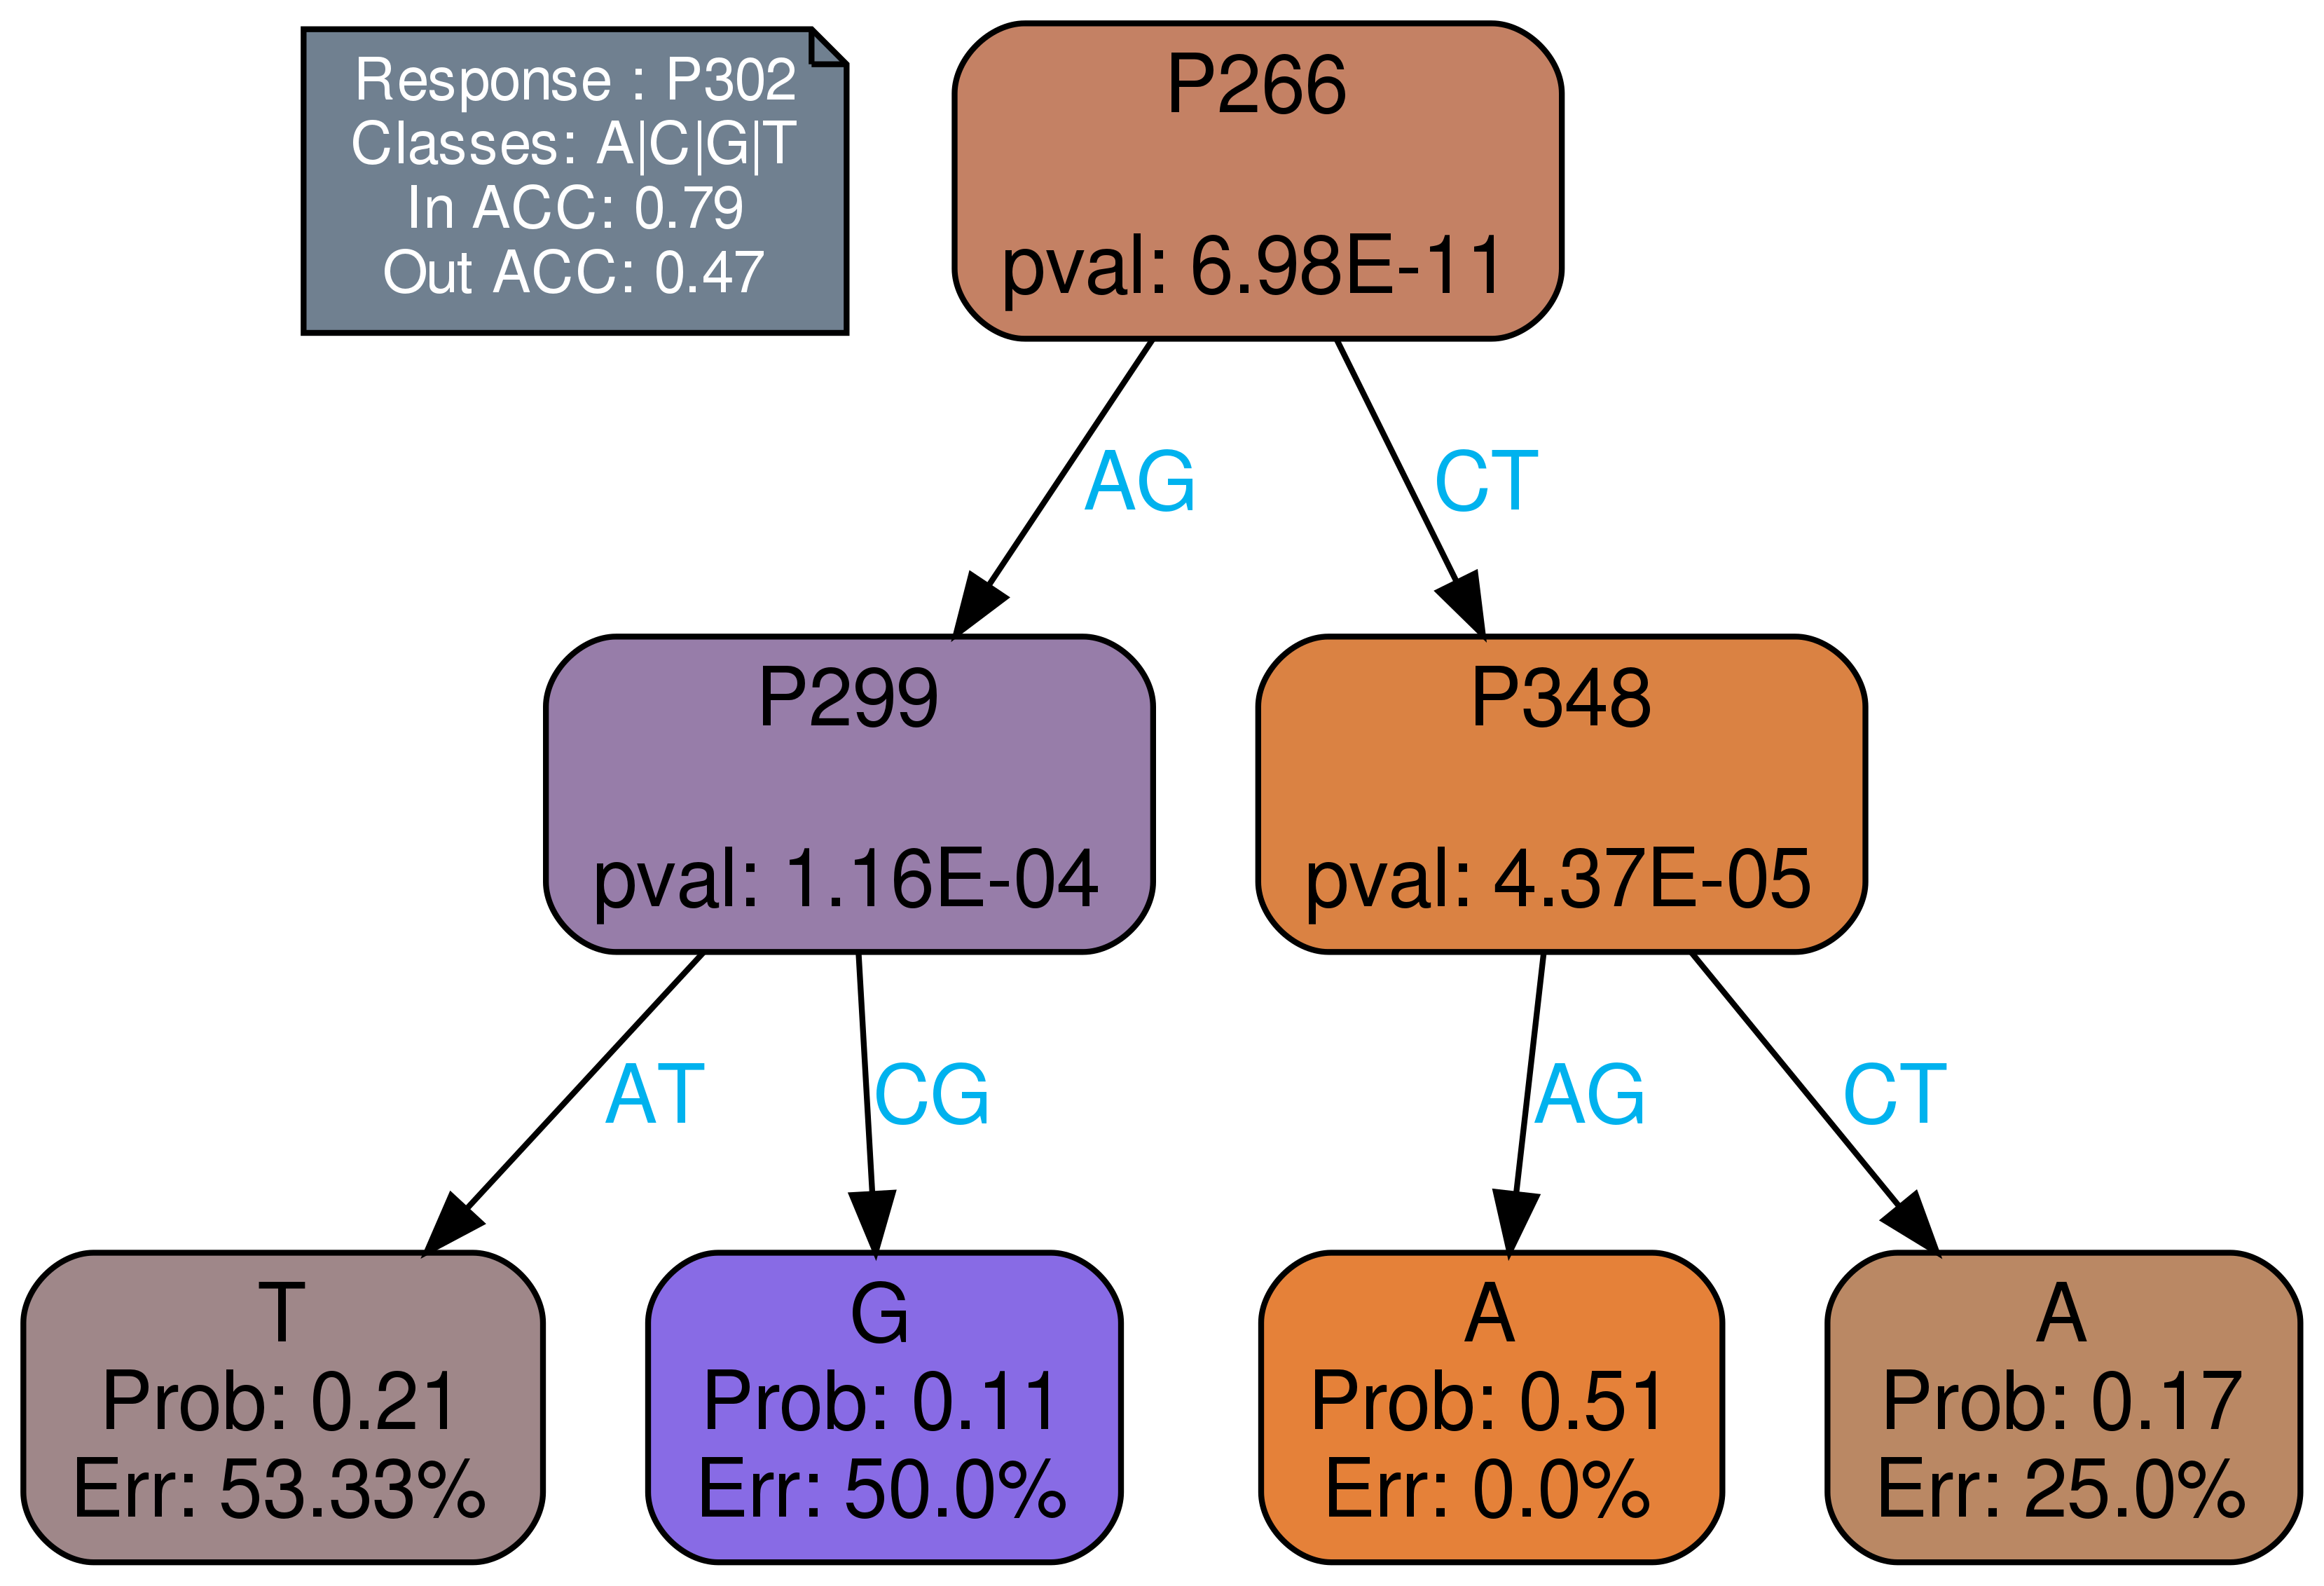 Response : P302
Classes: A|C|G|T
In ACC: 0.79
Out ACC: 0.47
P266
pval: 6.98E-11
AG
CT
P299
pval: 1.16E-04
P348
pval: 4.37E-05
AT
CG
AG
CT
T
Prob: 0.21
Err: 53.33%
G
Prob: 0.11
Err: 50.0%
A
Prob: 0.51
Err: 0.0%
A
Prob: 0.17
Err: 25.0%